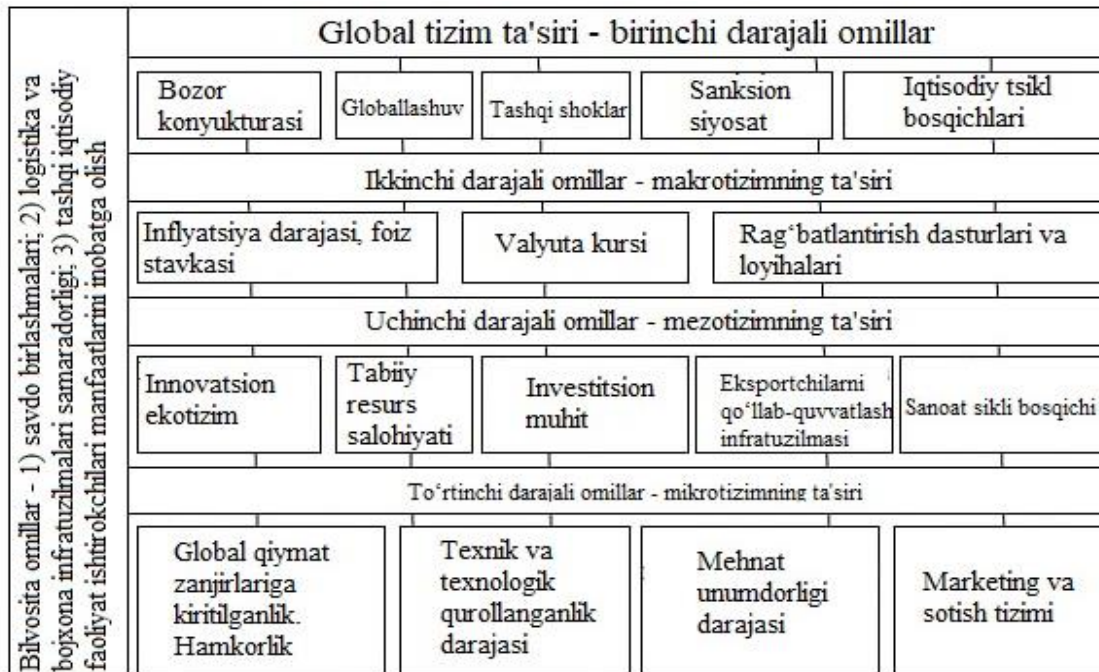 Bilvosita omillar - 1) savdo birlashmalari; 2) logistika va
bojxona infratuzilmalari samaradorligi; 3) tashqi iqtisodiy
faoliyat ishtirokchilari manfaatlarini inobatga olish
Global tizim ta'siri - birinchi darajali omillar
Bozor
konyukturasi
Globallashuv
Tashqi shoklar
Sanksion
siyosat
Iqtisodiy tsikl
bosqichlari
Ikkinchi darajali omillar - makrotizimning ta'siri
Inflyatsiya darajasi, foiz
stavkasi
Valyuta kursi
Rag‘batlantirish dasturlari va
loyihalari
Uchinchi darajali omillar - mezotizimning ta'siri
Innovatsion
ekotizim
Tabiiy
resurs
salohiyati
Investitsion
muhit
Eksportchilarni
qo‘llab-quvvatlash
infratuzilmasi
Sanoat sikli bosqichi
To‘rtinchi darajali omillar - mikrotizimning ta'siri
Global qiymat
zanjirlariga
kiritilganlik.
Hamkorlik
Texnik va
texnologik
qurollanganlik
darajasi
Mehnat
unumdorligi
darajasi
Marketing va
sotish tizimi